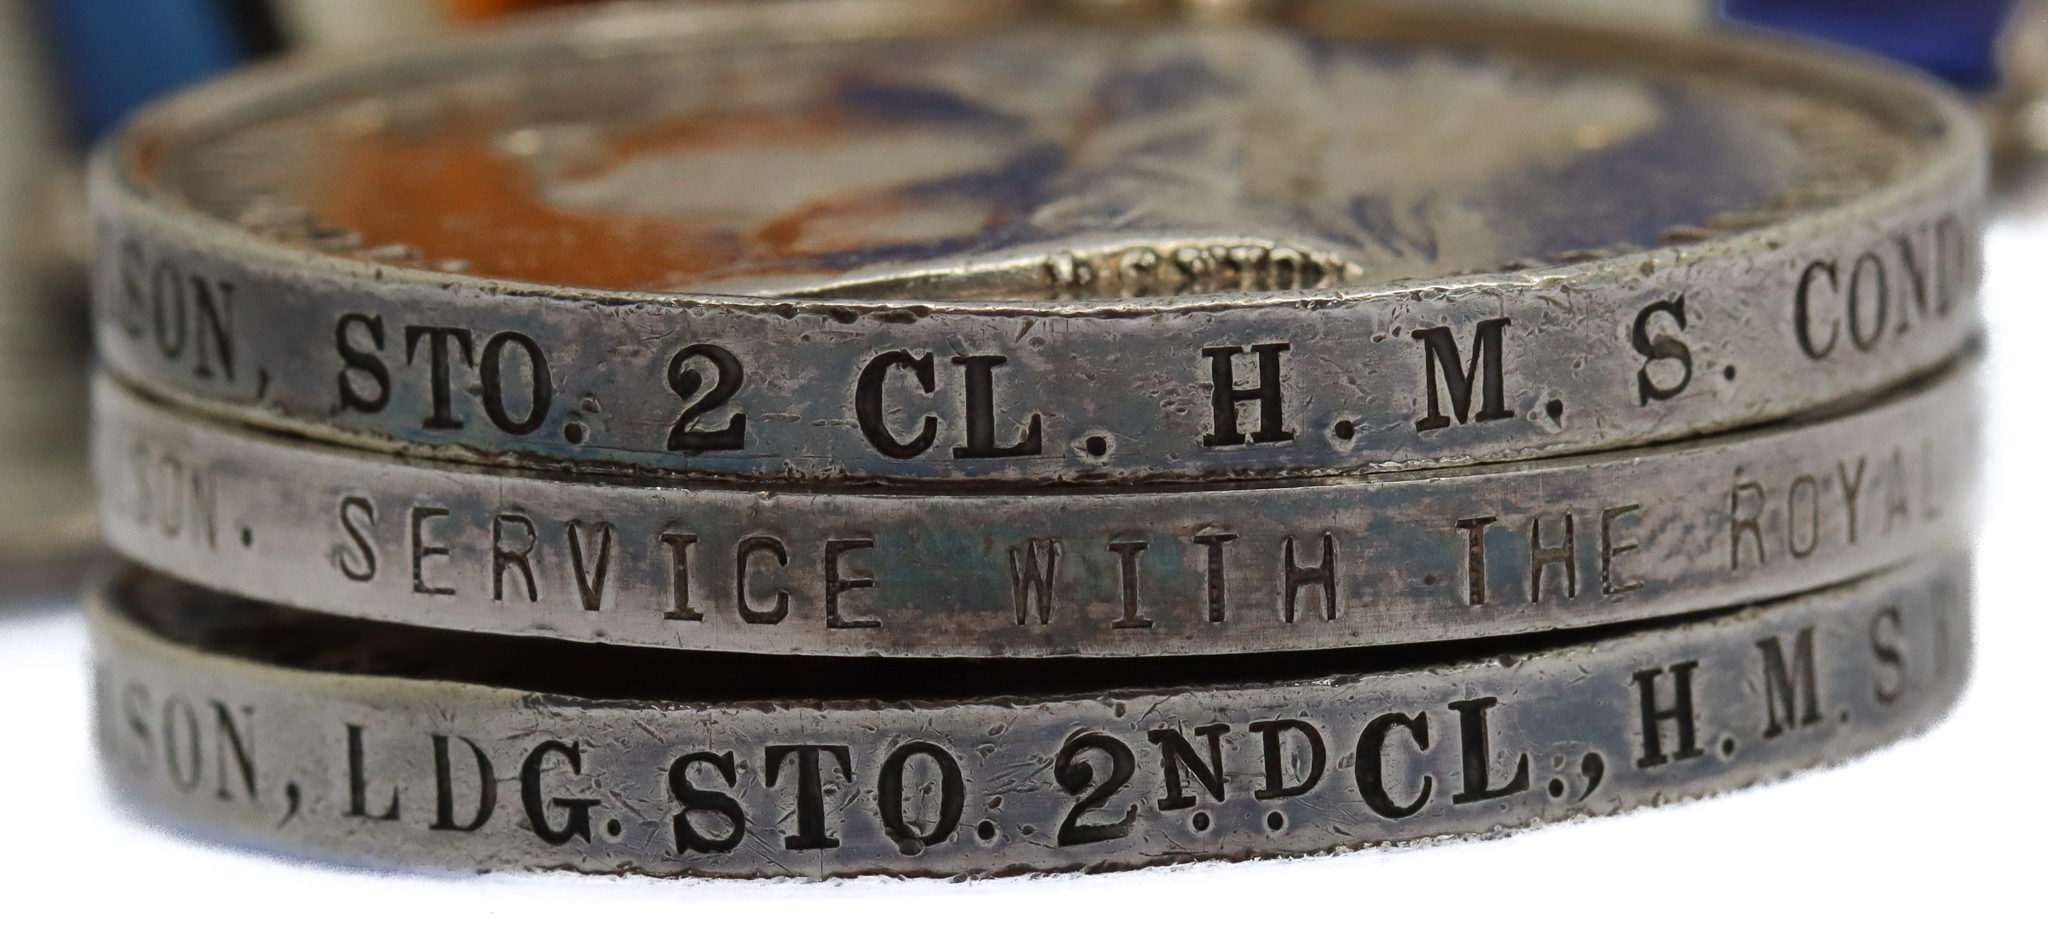 SON, STO. 2 CL. H. M. S. COND
SON. SERVICE WITH THE ROYAL
SON, LDG. STO. 2ND CL., H. M. S